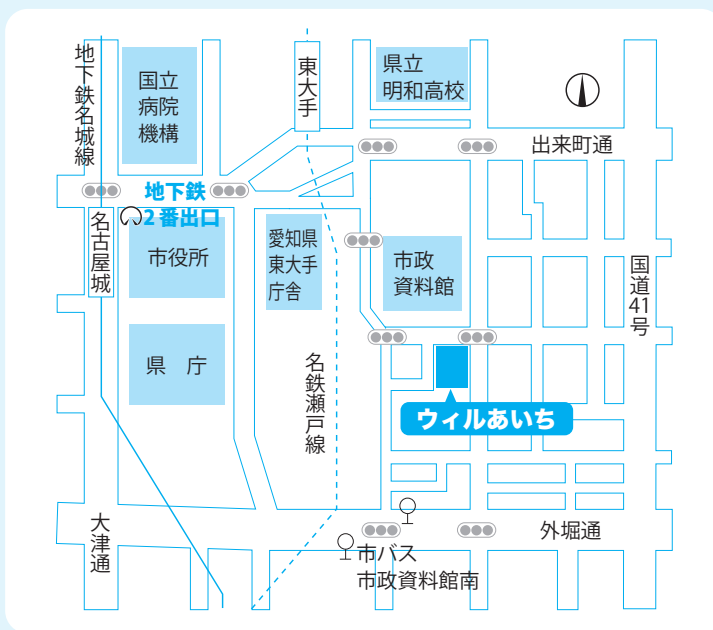 地下鉄名城線
国立
病院
機構
東大手
県立
明和高校
出来町通
地下鉄
2番出口
名古屋城
市役所
愛知県
東大手
庁舎
市政
資料館
国道41号
県 庁
名鉄瀬戸線
ウィルあいち
大津通
外堀通
市バス
市政資料館南